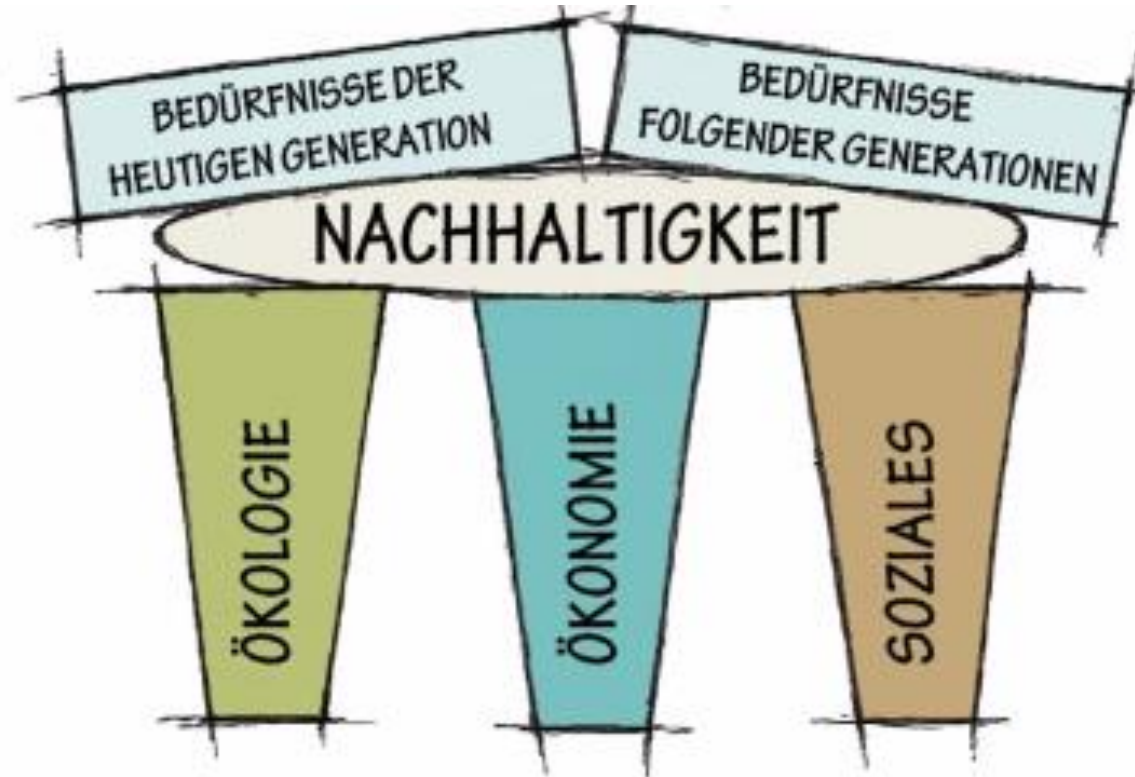 BEDÜRFNISSE DER
HEUTIGEN GENERATION
BEDÜRFNISSE
FOLGENDER GENERATIONEN
NACHHALTIGKEIT
ÖKOLOGIE
ÖKONOMIE
SOZIALES